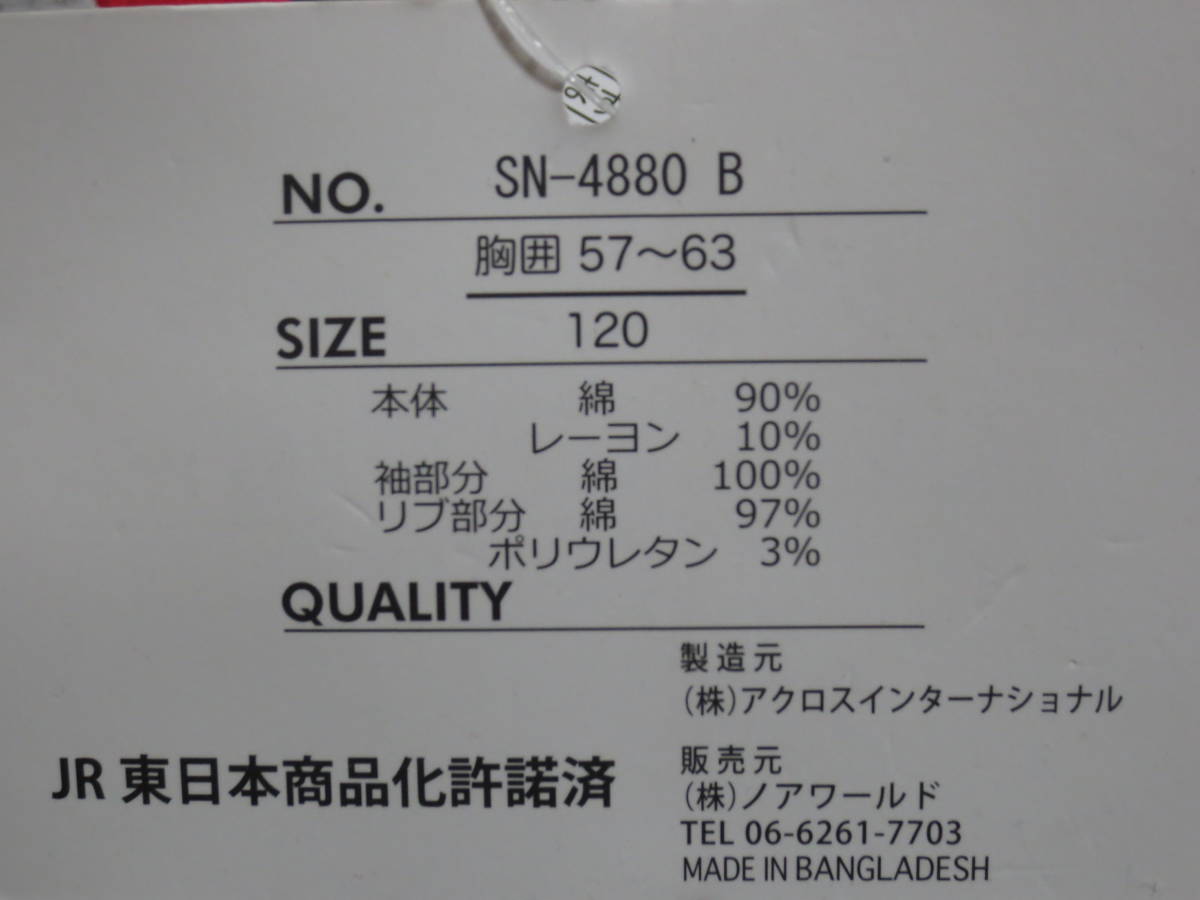 NO. SN-4880 B
胸囲 57～63
SIZE 120
本体 綿 90%
レーヨン 10%
袖部分 綿 100%
リブ部分 綿 97%
ポリウレタン 3%
QUALITY
製造元
(株)アクロスインターナショナル
JR 東日本商品化許諾済
販売元
(株)ノアワールド
TEL 06-6261-7703
MADE IN BANGLADESH